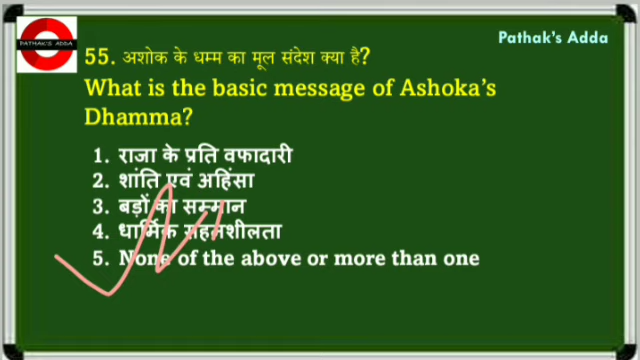 PATHAK'S ADDA
Pathak's Adda
55. अशोक के धम्म का मूल संदेश क्या है?
What is the basic message of Ashoka's
Dhamma?
1. राजा के प्रति वफादारी
2. शांति एवं अहिंसा
3. बड़ों का सम्मान
4. धार्मिक सहनशीलता
5. None of the above or more than one